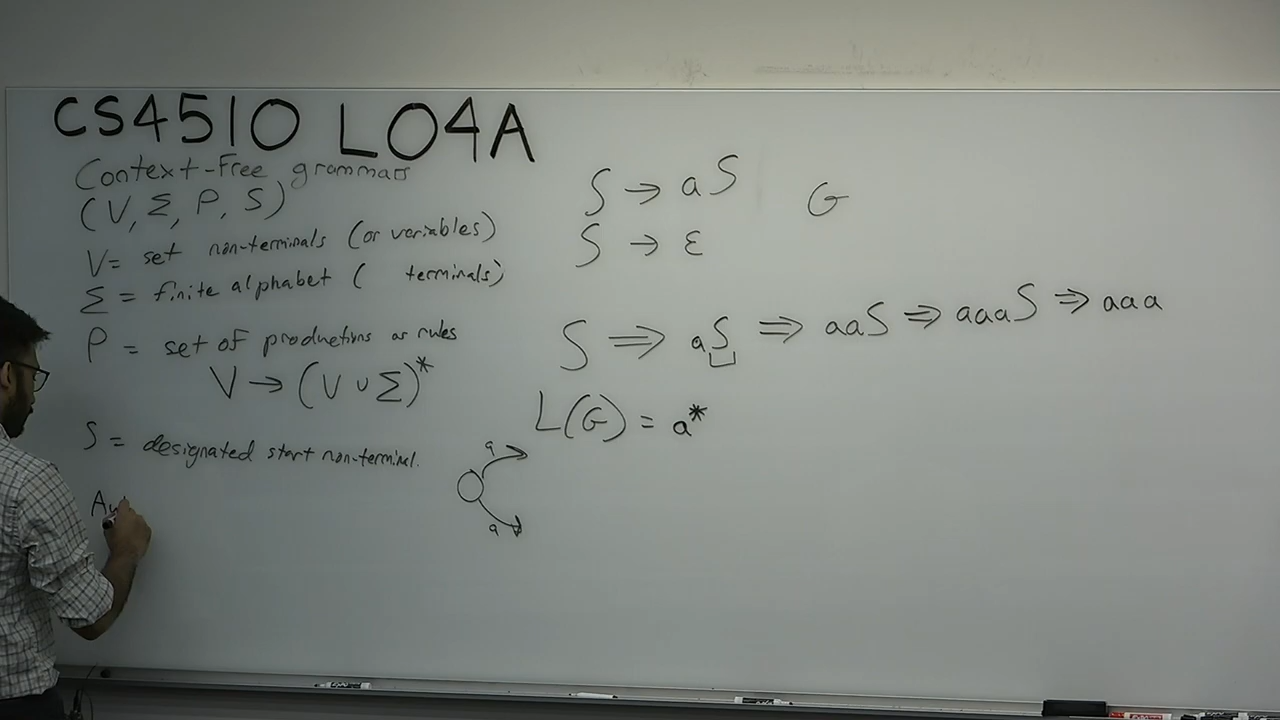 CS4510 L04A
Context-Free grammars
(V, Σ, P, S)
V = set non-terminals (or variables)
Σ = finite alphabet ( terminals)
P = set of productions or rules
V → (V ∪ Σ)*
S = designated start non-terminal.
A
S → aS
G
S → ε
S ⇒ aS ⇒ aaS ⇒ aaaS ⇒ aaa
L(G) = a*
a
a